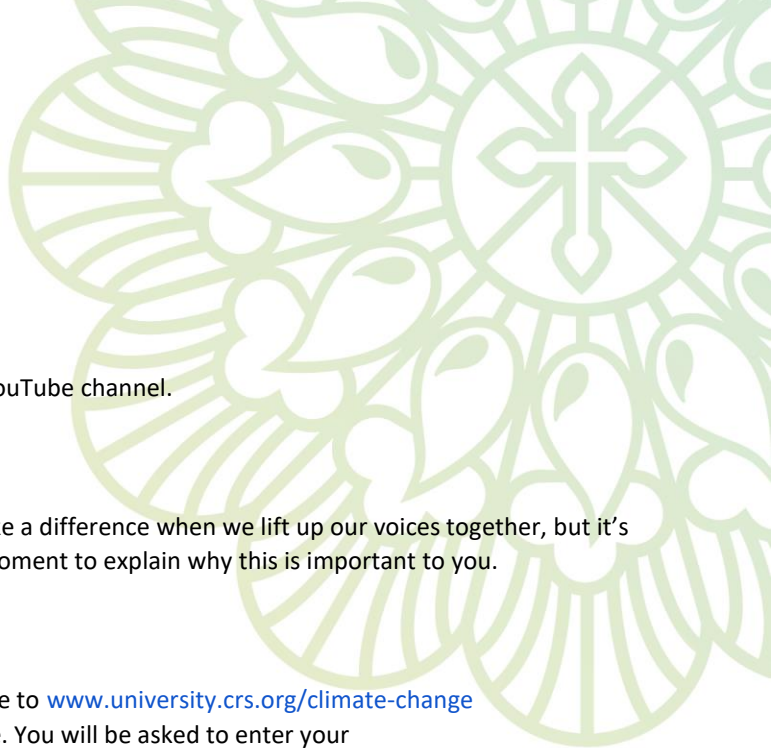 ouTube channel.
e a difference when we lift up our voices together, but it’s
oment to explain why this is important to you.
e to www.university.crs.org/climate-change
. You will be asked to enter your